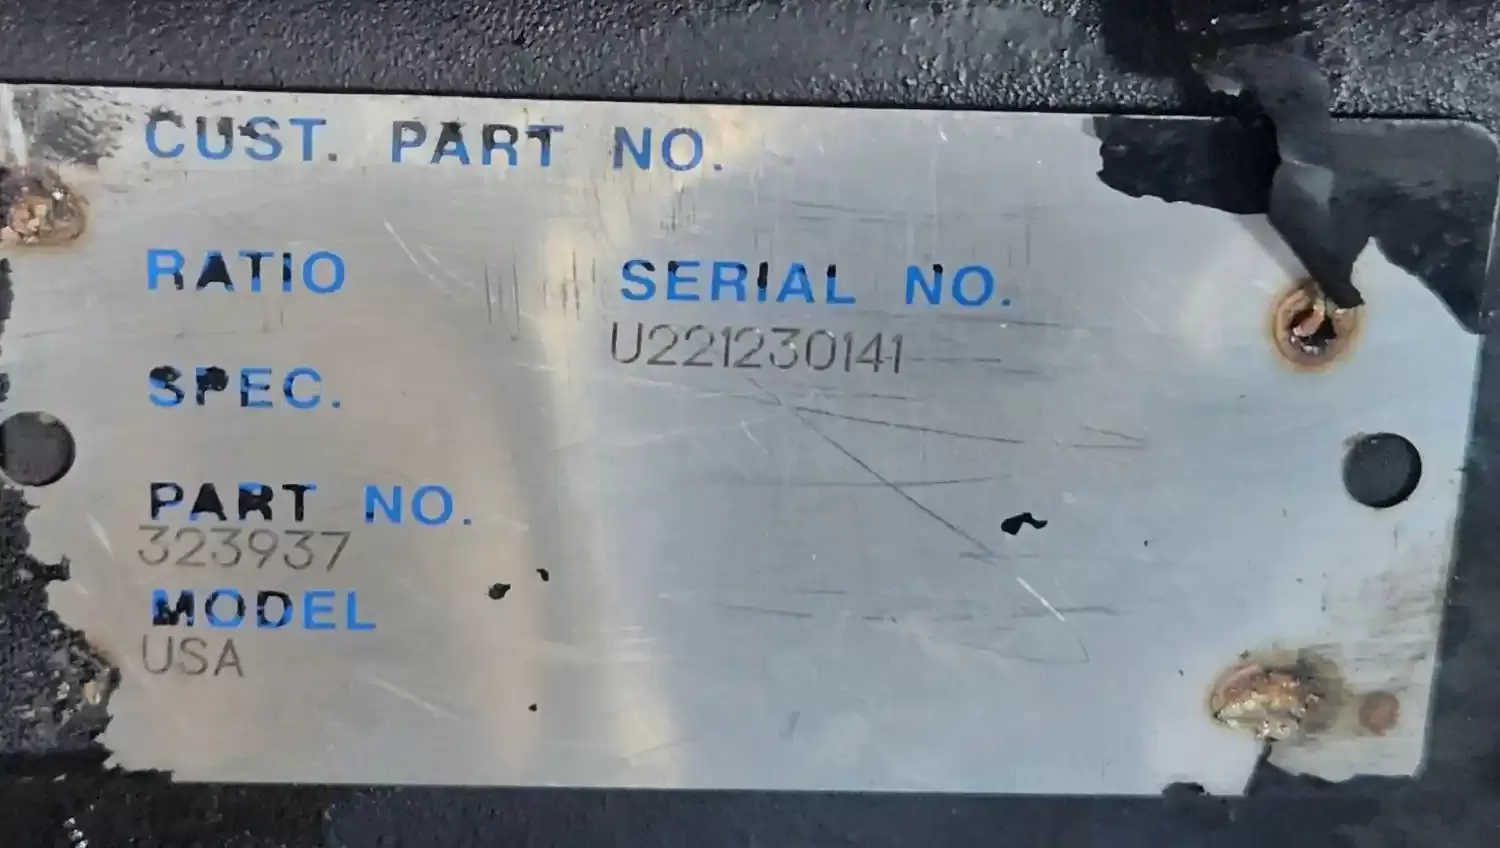 CUST. PART NO.
RATIO SERIAL NO.
U221230141
SPEC.
PART NO.
323937
MODEL
USA